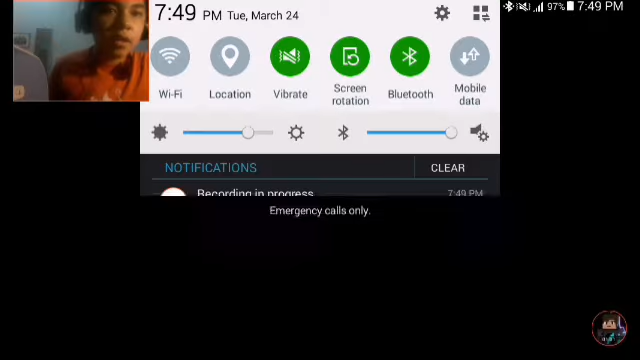 7:49 PM Tue, March 24
97% 7:49 PM
Wi-Fi
Location
Vibrate
Screen rotation
Bluetooth
Mobile data
NOTIFICATIONS
CLEAR
Recording in progress
7:49 PM
Emergency calls only.